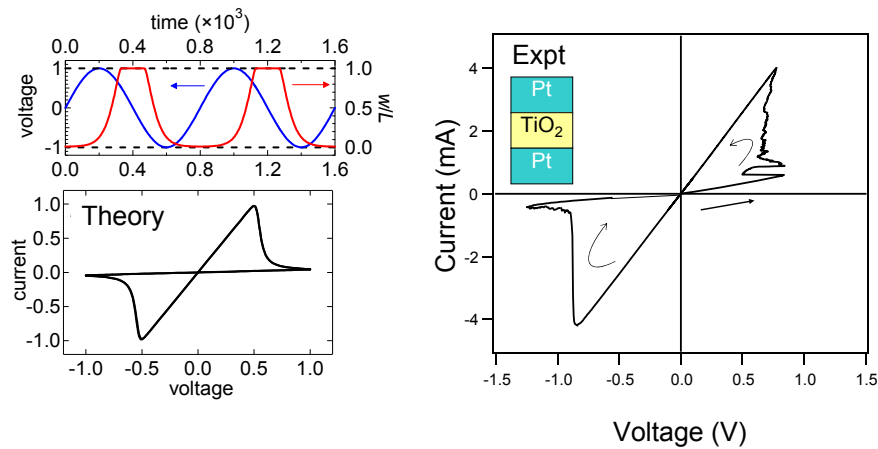 time (×10³)
0.0 0.4 0.8 1.2 1.6
1
0
-1
voltage
1.0
0.5
0.0
w/L
0.0 0.4 0.8 1.2 1.6
Theory
1.0
0.5
0.0
-0.5
-1.0
current
-1.0 -0.5 0.0 0.5 1.0
voltage
Expt
Pt
TiO₂
Pt
4
2
0
-2
-4
Current (mA)
-1.5 -1.0 -0.5 0.0 0.5 1.0 1.5
Voltage (V)